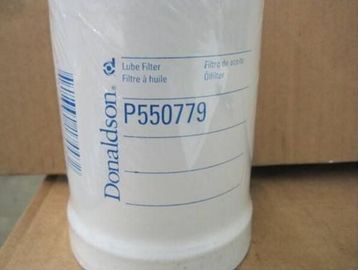 Donaldson.
Lube Filter
Filtro de aceite
Filtre à huile
Ölfilter
P550779